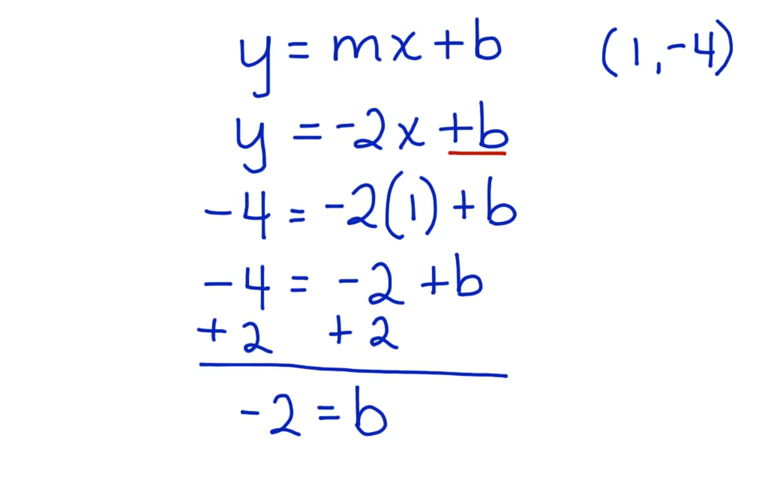 y = mx + b (1, -4)
y = -2x + b
-4 = -2(1) + b
-4 = -2 + b
+2 +2
-2 = b